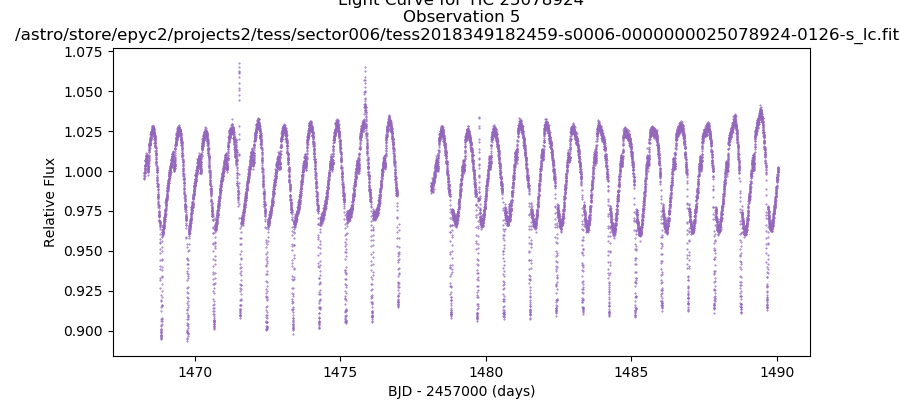 Light Curve for TIC 25078924
Observation 5
/astro/store/epyc2/projects2/tess/sector006/tess2018349182459-s0006-0000000025078924-0126-s_lc.fit
1.075
1.050
1.025
1.000
0.975
0.950
0.925
0.900
Relative Flux
1470
1475
1480
1485
1490
BJD - 2457000 (days)